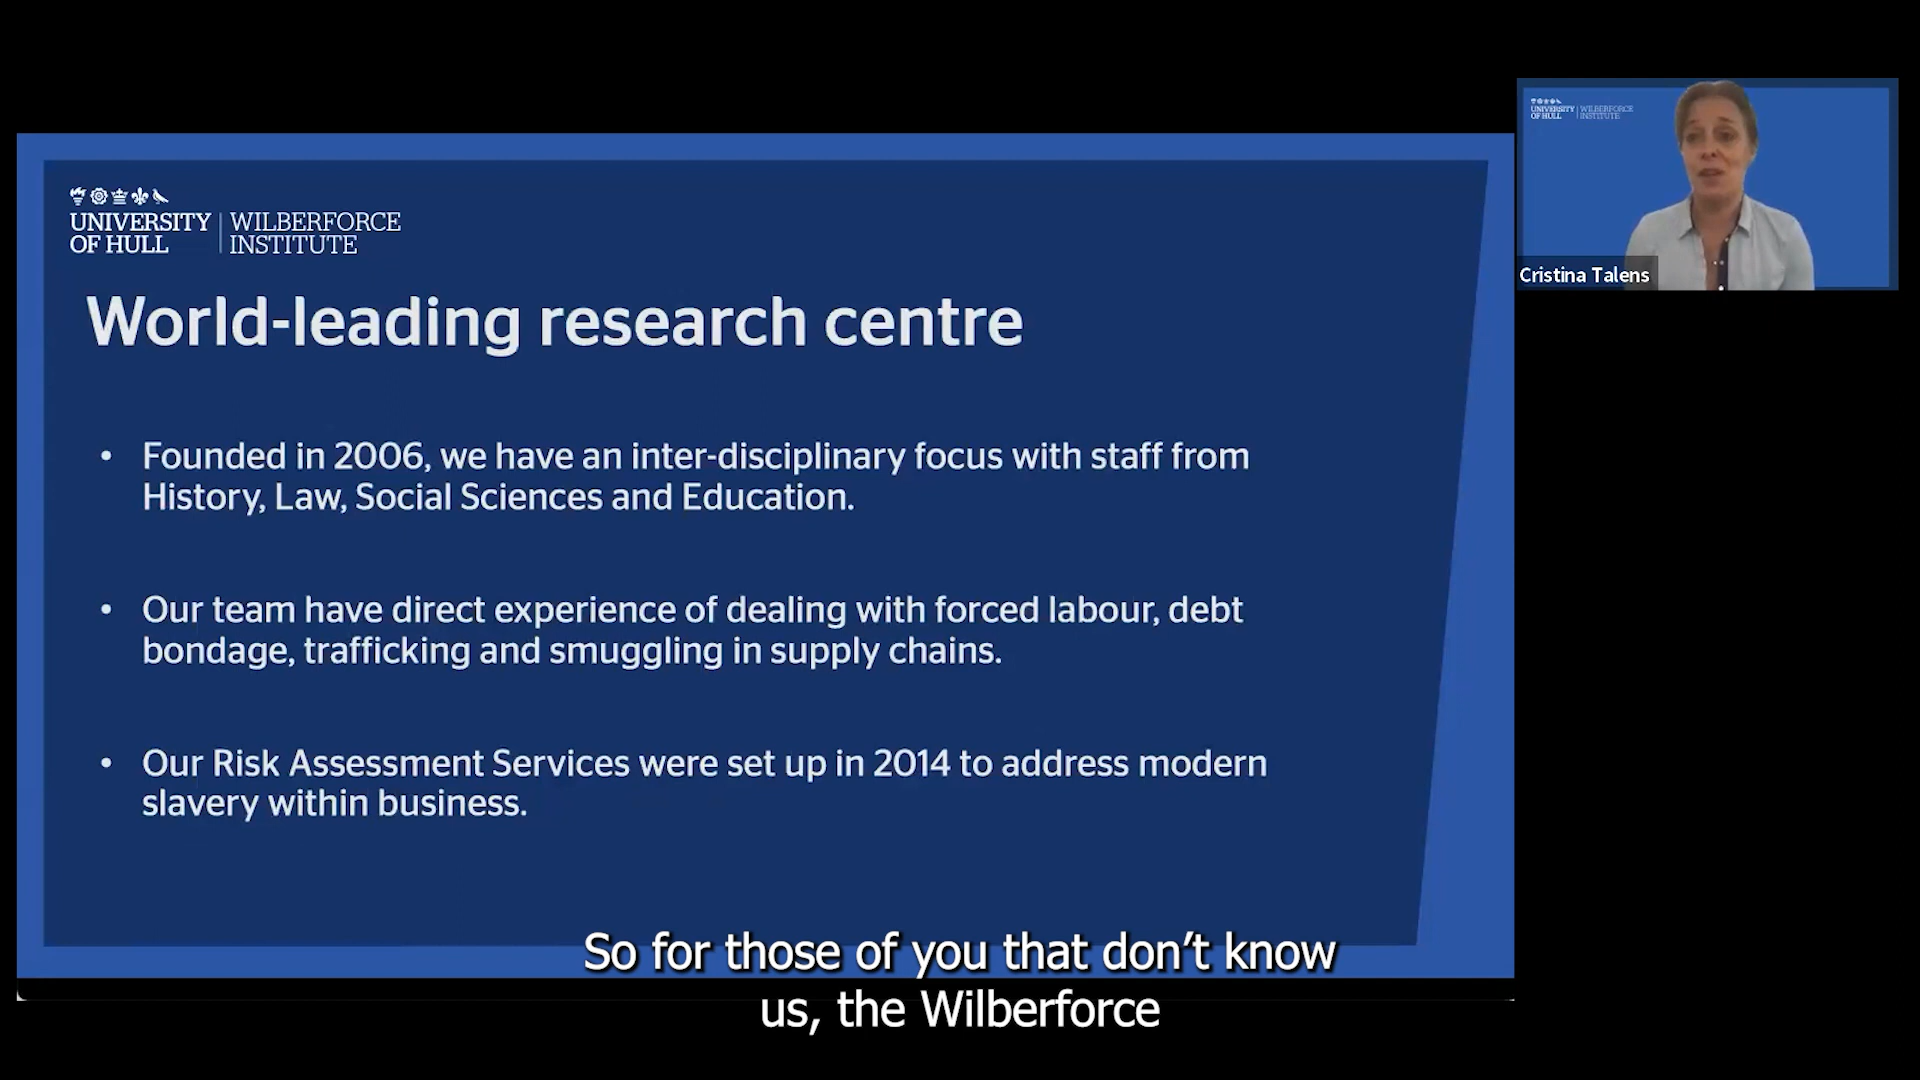 UNIVERSITY OF HULL
WILBERFORCE INSTITUTE
World-leading research centre
• Founded in 2006, we have an inter-disciplinary focus with staff from
History, Law, Social Sciences and Education.
• Our team have direct experience of dealing with forced labour, debt
bondage, trafficking and smuggling in supply chains.
• Our Risk Assessment Services were set up in 2014 to address modern
slavery within business.
UNIVERSITY OF HULL
WILBERFORCE INSTITUTE
Cristina Talens
So for those of you that don’t know
us, the Wilberforce